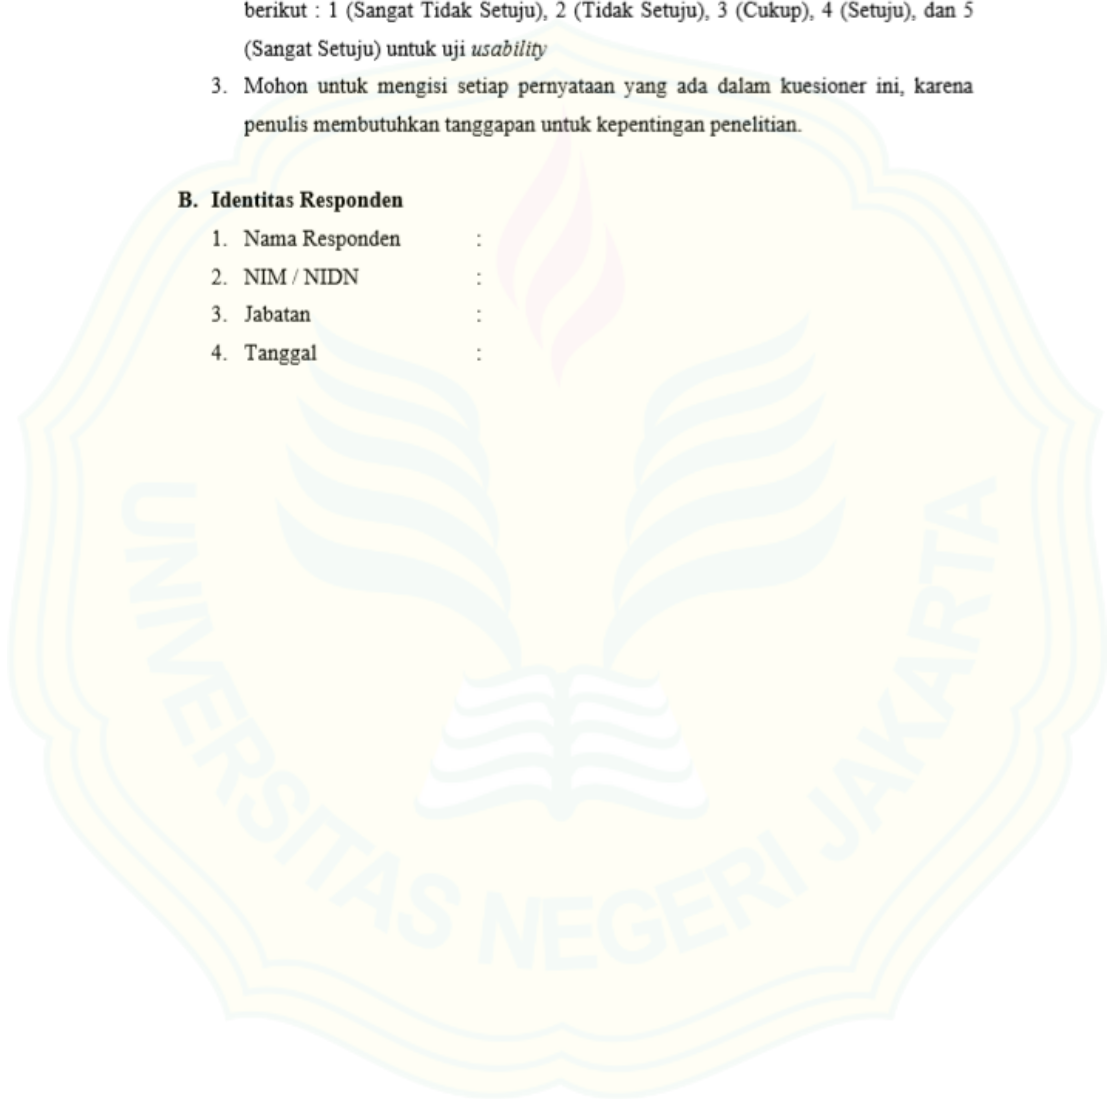 berikut : 1 (Sangat Tidak Setuju), 2 (Tidak Setuju), 3 (Cukup), 4 (Setuju), dan 5
(Sangat Setuju) untuk uji usability
3. Mohon untuk mengisi setiap pernyataan yang ada dalam kuesioner ini, karena
penulis membutuhkan tanggapan untuk kepentingan penelitian.
B. Identitas Responden
1. Nama Responden :
2. NIM / NIDN :
3. Jabatan :
4. Tanggal :
UNIVERSITAS NEGERI JAKARTA